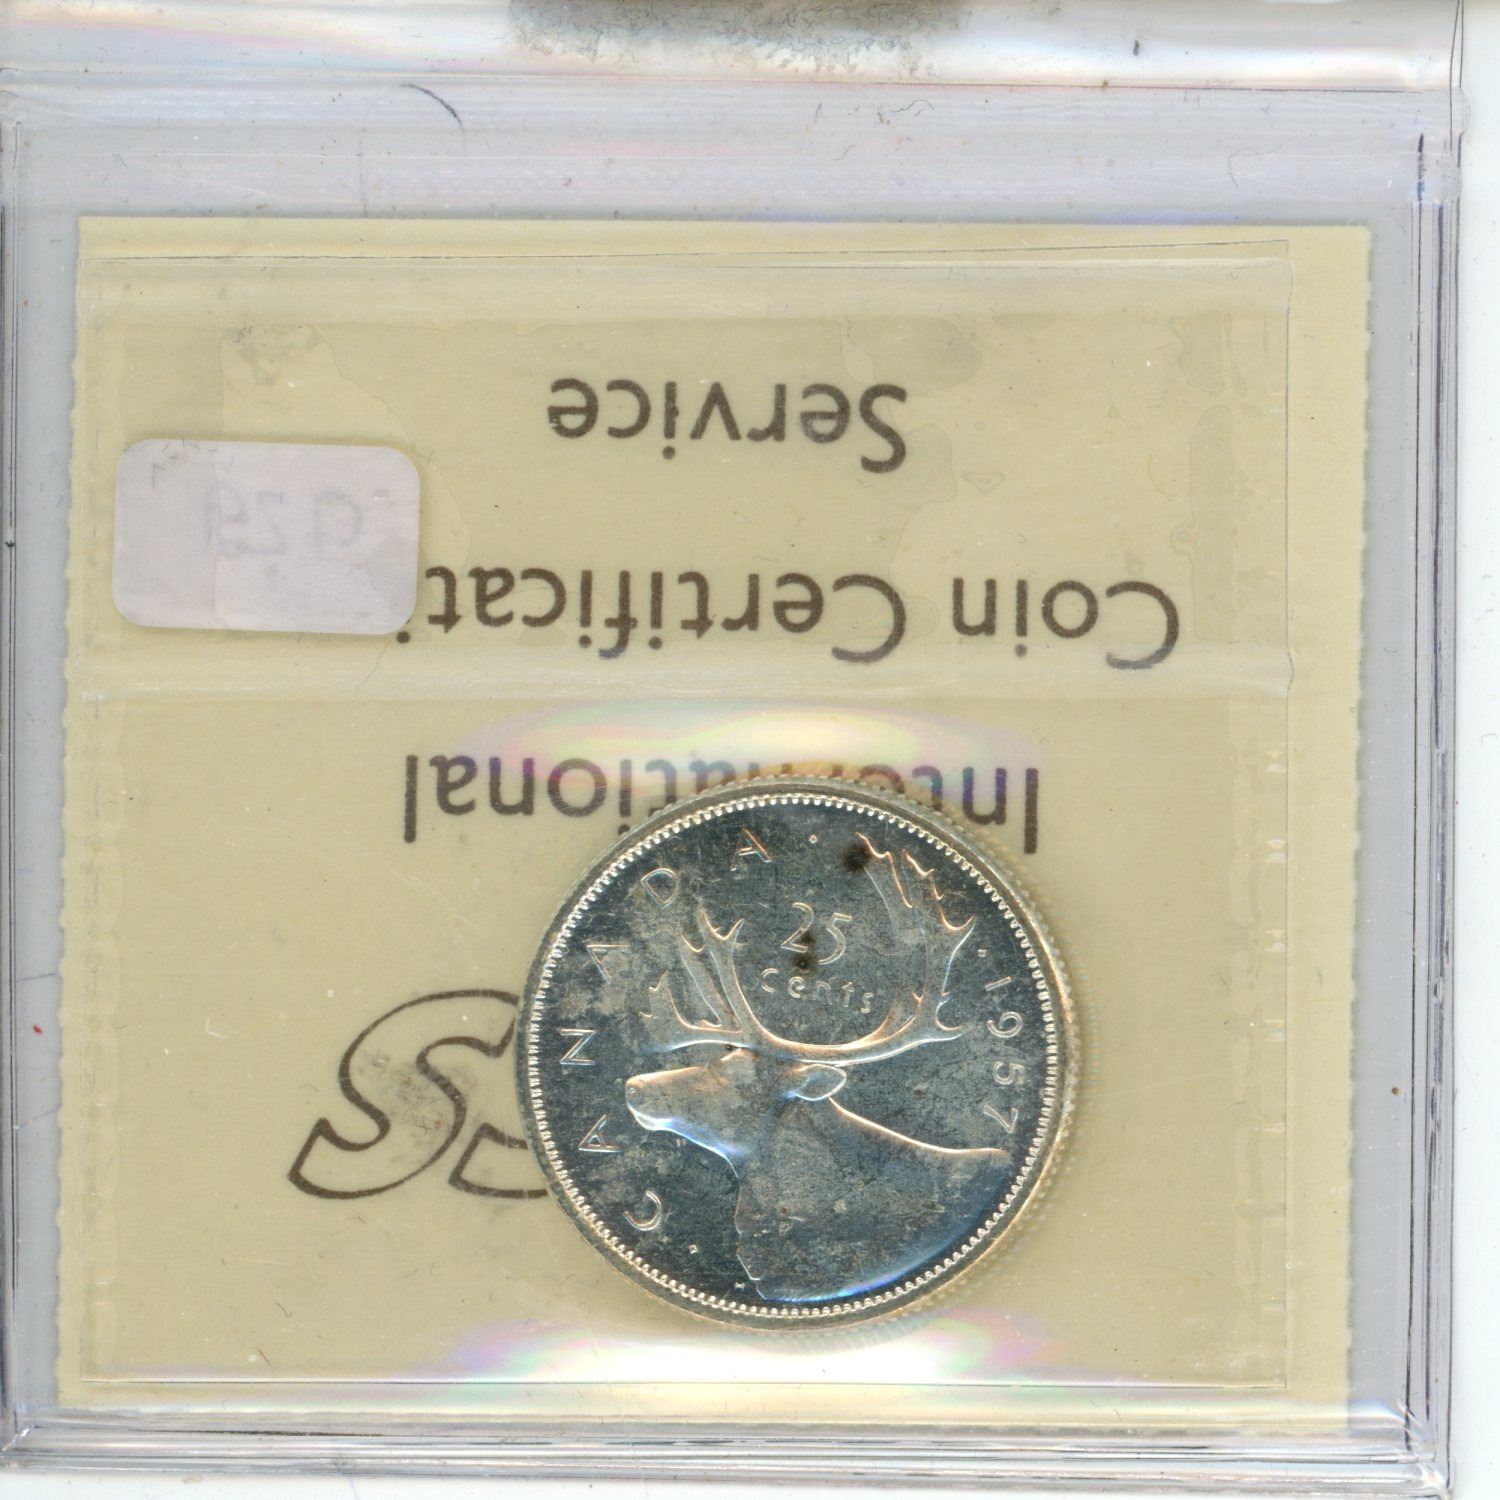 International
Coin Certificati
Service
CANADA
25
cents
1957